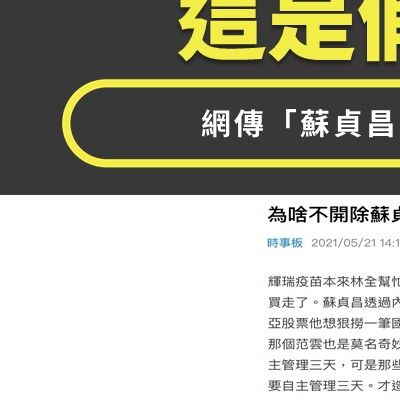 這是
網傳「蘇貞昌
為啥不開除蘇
時事板 2021/05/21 14:1
輝瑞疫苗本來林全幫忙
買走了。蘇貞昌透過內
亞股票他想狠撈一筆國
那個范雲也是莫名奇妙
主管理三天,可是那些
要自主管理三天。才造